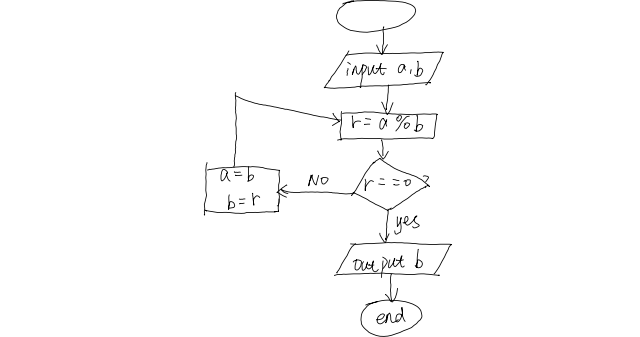 input a,b
r=a%b
r==0?
No
a=b
b=r
yes
output b
end